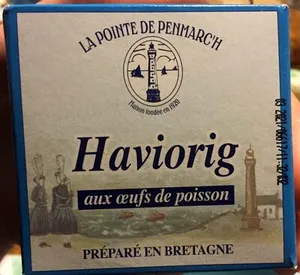 LA POINTE DE PENMARC'H
Maison fondée en 1920
Haviorig
aux œufs de poisson
PRÉPARÉ EN BRETAGNE